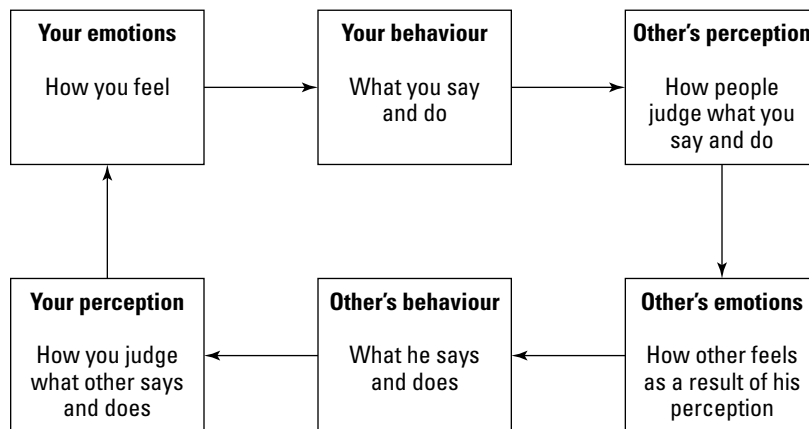 Your emotions
How you feel
Your behaviour
What you say
and do
Other's perception
How people
judge what you
say and do
Your perception
How you judge
what other says
and does
Other's behaviour
What he says
and does
Other's emotions
How other feels
as a result of his
perception